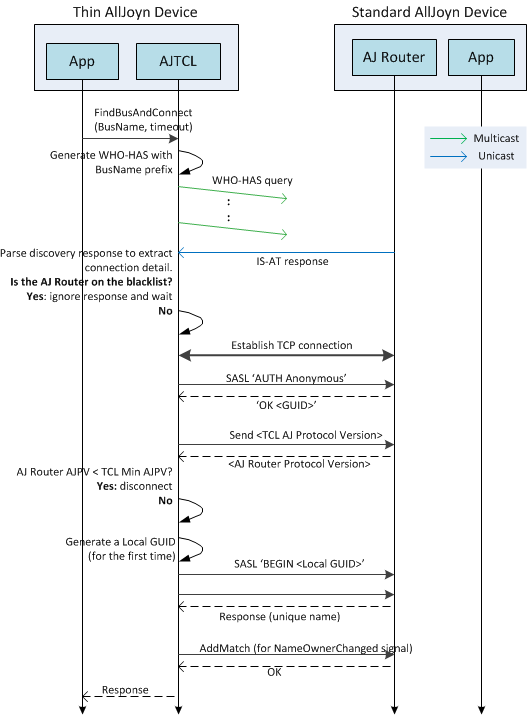 Thin AllJoyn Device
Standard AllJoyn Device
App
AJTCL
AJ Router
App
FindBusAndConnect
(BusName, timeout)
Multicast
Unicast
Generate WHO-HAS with
BusName prefix
WHO-HAS query
:
:
Parse discovery response to extract
connection detail.
IS-AT response
Is the AJ Router on the blacklist?
Yes: ignore response and wait
No
Establish TCP connection
SASL ‘AUTH Anonymous’
‘OK <GUID>’
Send <TCL AJ Protocol Version>
<AJ Router Protocol Version>
AJ Router AJPV < TCL Min AJPV?
Yes: disconnect
No
Generate a Local GUID
(for the first time)
SASL ‘BEGIN <Local GUID>’
Response (unique name)
AddMatch (for NameOwnerChanged signal)
OK
Response